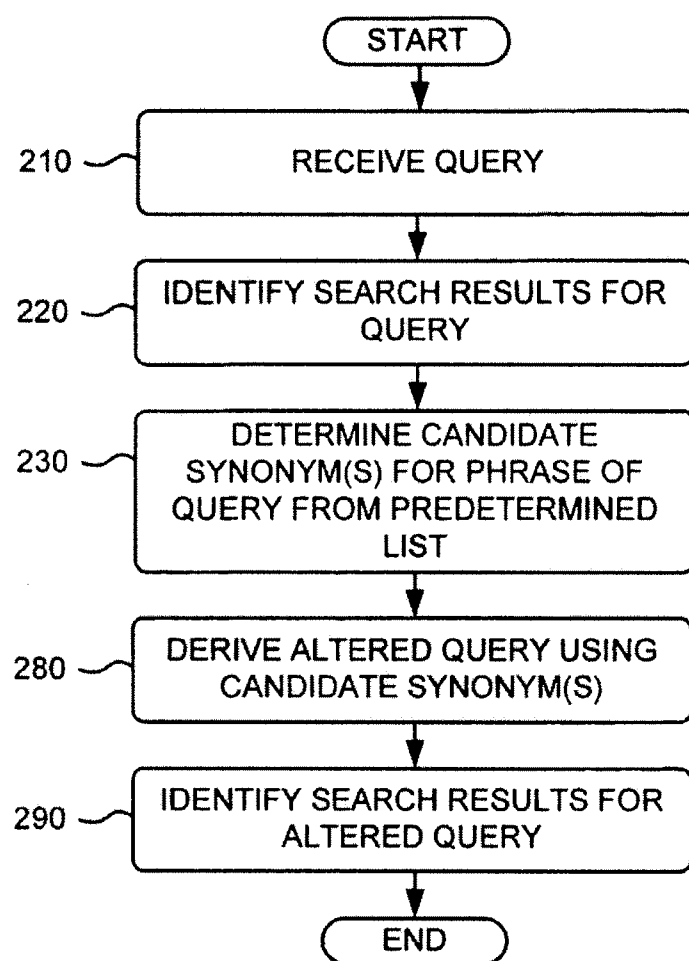 START
210
RECEIVE QUERY
220
IDENTIFY SEARCH RESULTS FOR
QUERY
230
DETERMINE CANDIDATE
SYNONYM(S) FOR PHRASE OF
QUERY FROM PREDETERMINED
LIST
280
DERIVE ALTERED QUERY USING
CANDIDATE SYNONYM(S)
290
IDENTIFY SEARCH RESULTS FOR
ALTERED QUERY
END